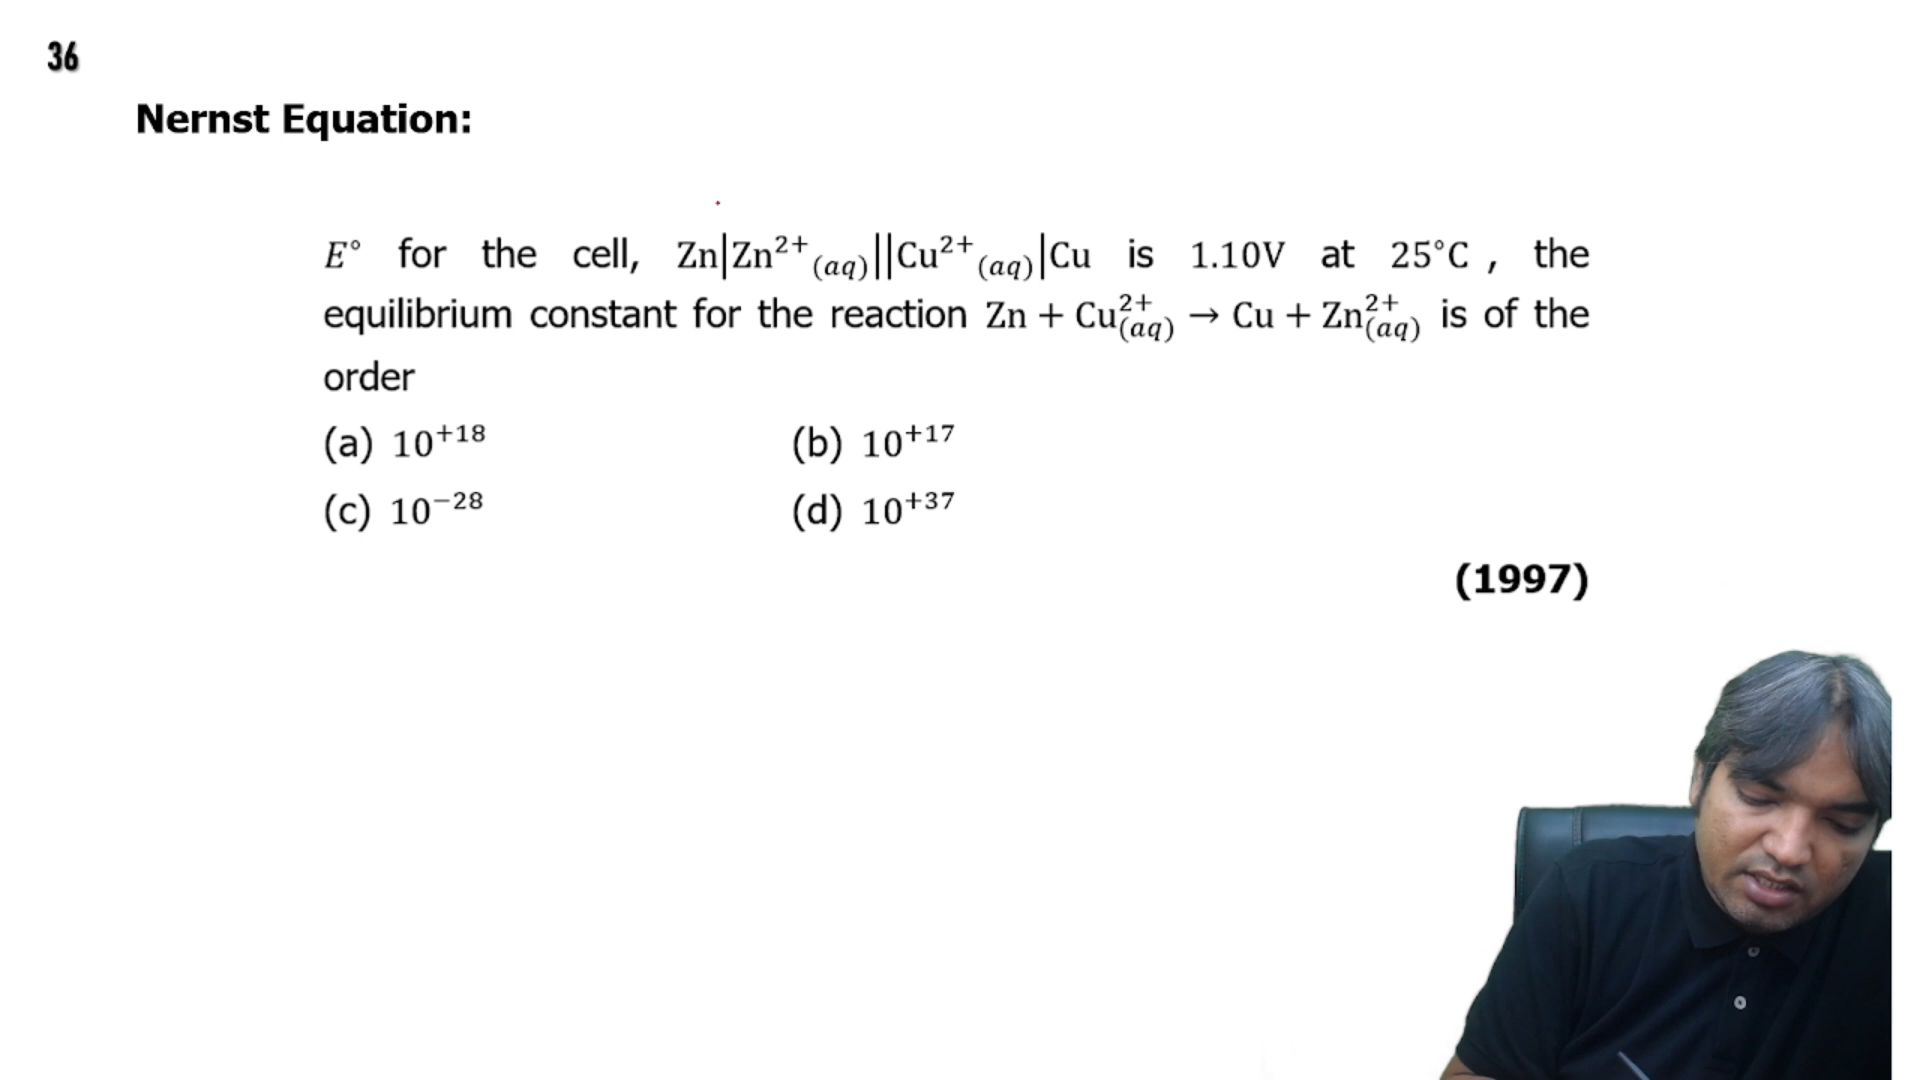 36
Nernst Equation:
E° for the cell, Zn|Zn²⁺₍aq₎||Cu²⁺₍aq₎|Cu is 1.10V at 25°C , the
equilibrium constant for the reaction Zn + Cu²⁺₍aq₎ → Cu + Zn²⁺₍aq₎ is of the
order
(a) 10⁺¹⁸ (b) 10⁺¹⁷
(c) 10⁻²⁸ (d) 10⁺³⁷
(1997)